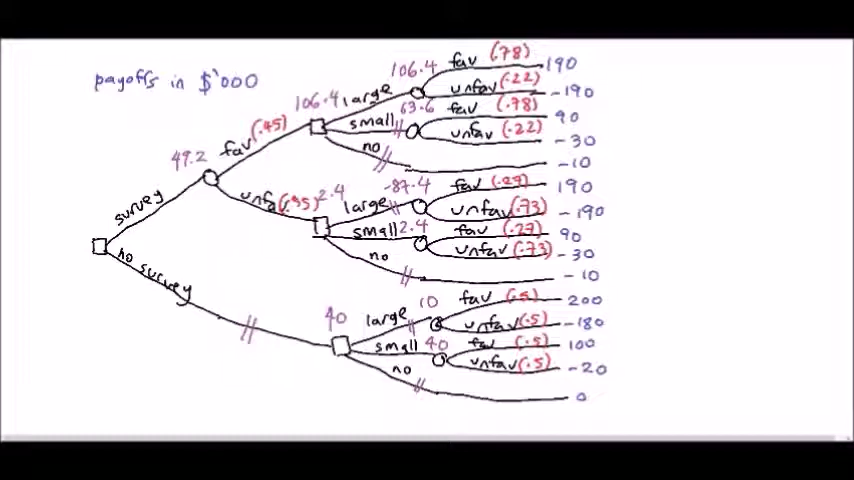 payoffs in $'000
survey
no survey
49.2
fav (.45)
unfav (.55)
106.4
large
106.4
fav (.78) 190
unfav (.22) -190
small
63.6
fav (.78) 90
unfav (.22) -30
no
-10
2.4
large
-87.4
fav (.27) 190
unfav (.73) -190
small
2.4
fav (.27) 90
unfav (.73) -30
no
-10
40
large
10
fav (.5) 200
unfav (.5) -180
small
40
fav (.5) 100
unfav (.5) -20
no
0